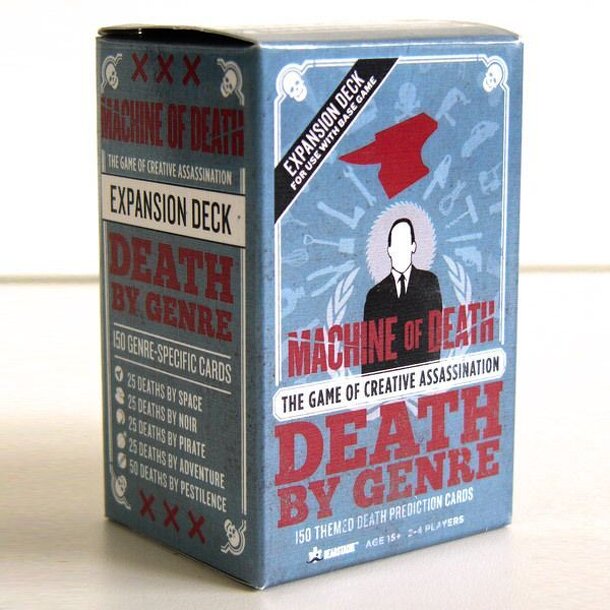 XXX
MACHINE OF DEATH
THE GAME OF CREATIVE ASSASSINATION
EXPANSION DECK
DEATH
BY GENRE
150 GENRE-SPECIFIC CARDS
25 DEATHS BY SPACE
25 DEATHS BY NOIR
25 DEATHS BY PIRATE
25 DEATHS BY ADVENTURE
50 DEATHS BY PESTILENCE
XXX
EXPANSION DECK
FOR USE WITH BASE GAME
MACHINE OF DEATH
THE GAME OF CREATIVE ASSASSINATION
DEATH
BY GENRE
150 THEMED DEATH PREDICTION CARDS
BEARSTACHE AGE 15+ 2-4 PLAYERS